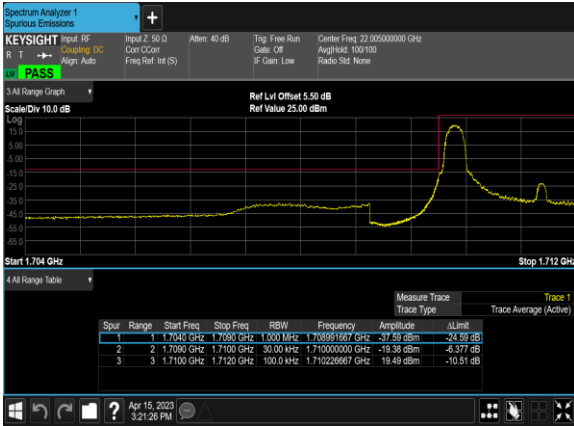 Spectrum Analyzer 1
Spurious Emissions
+
KEYSIGHT Input: RF Input Z: 50 Ω Atten: 40 dB Trig: Free Run Center Freq: 22.005000000 GHz
R T Coupling: DC Corr CCorr Gate: Off Avg|Hold: 100/100
Align: Auto Freq Ref: Int (S) IF Gain: Low Radio Std: None
LM PASS
3 All Range Graph
Ref Lvl Offset 5.50 dB
Scale/Div 10.0 dB Ref Value 25.00 dBm
Log
15.0
5.00
-5.00
-15.0
-25.0
-35.0
-45.0
-55.0
-65.0
Start 1.704 GHz Stop 1.712 GHz
4 All Range Table
Measure Trace Trace 1
Trace Type Trace Average (Active)
Spur Range Start Freq Stop Freq RBW Frequency Amplitude ΔLimit
1 1 1.7040 GHz 1.7090 GHz 1.000 MHz 1.708991667 GHz -37.59 dBm -24.59 dB
2 2 1.7090 GHz 1.7100 GHz 30.00 kHz 1.710000000 GHz -19.38 dBm -6.377 dB
3 3 1.7100 GHz 1.7120 GHz 100.0 kHz 1.710226667 GHz 19.49 dBm -10.51 dB
? Apr 15, 2023
3:21:26 PM